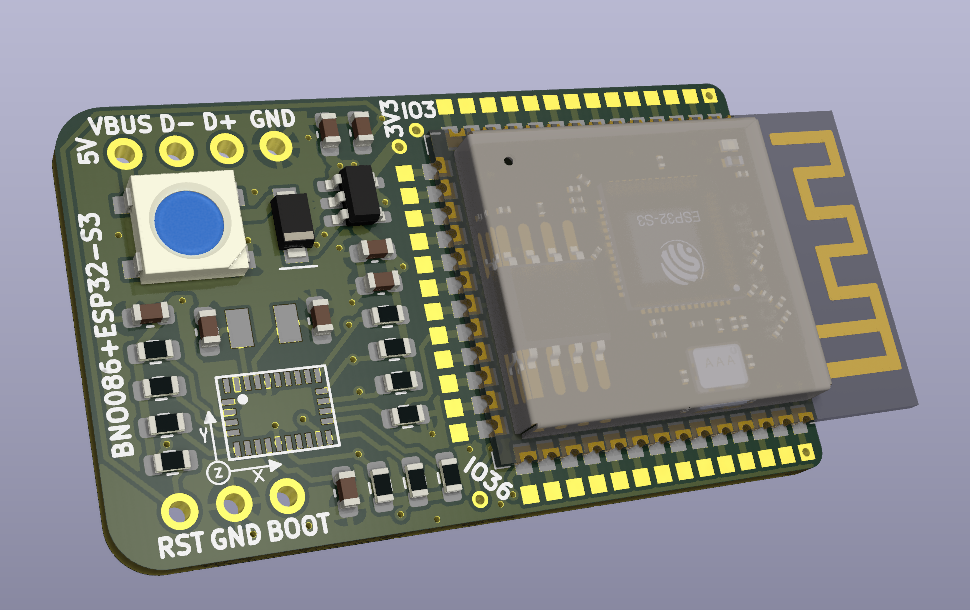 VBUS D- D+ GND
5V
3V3
IO3
BNO086+ESP32-S3
ESP32-S3
Y
Z
X
IO36
RST GND BOOT